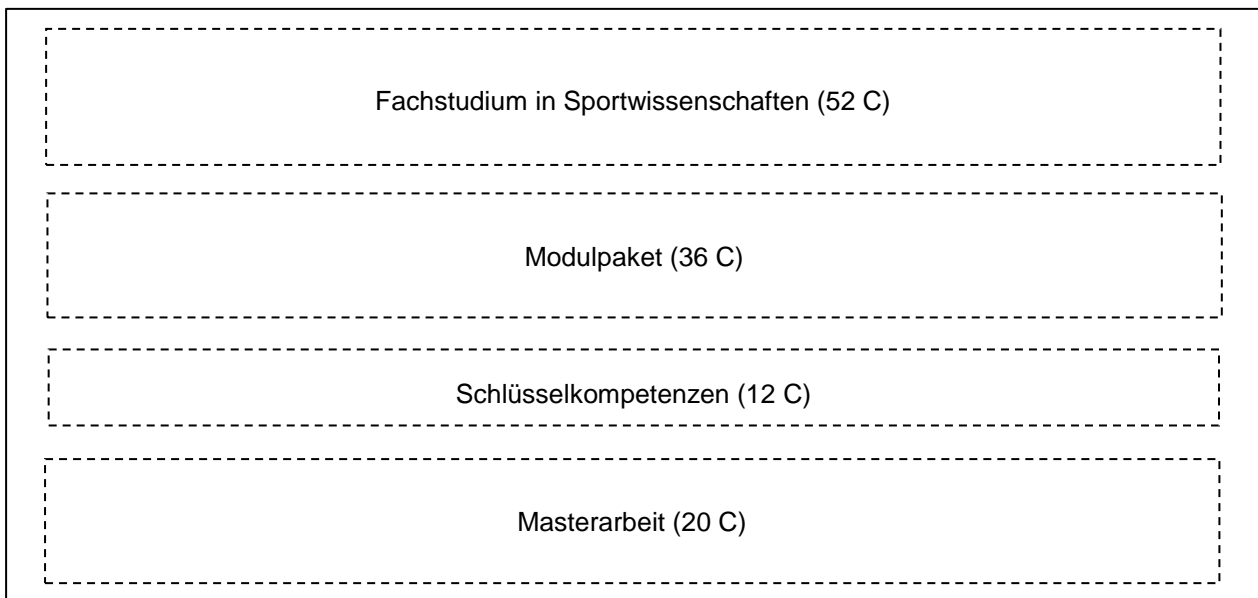 Fachstudium in Sportwissenschaften (52 C)
Modulpaket (36 C)
Schlüsselkompetenzen (12 C)
Masterarbeit (20 C)